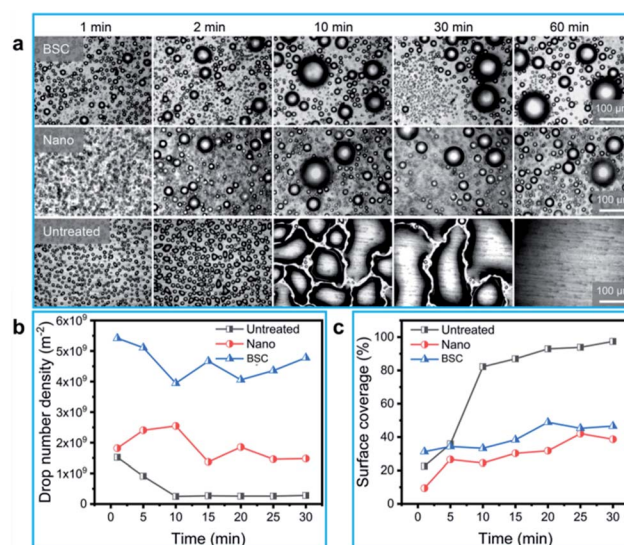 1 min 2 min 10 min 30 min 60 min
a
BSC
100 µm
Nano
100 µm
Untreated
100 µm
b
Drop number density (m⁻²)
6x10⁹
5x10⁹
4x10⁹
3x10⁹
2x10⁹
1x10⁹
0
Untreated
Nano
BSC
0 5 10 15 20 25 30
Time (min)
c
Surface coverage (%)
100
80
60
40
20
0
Untreated
Nano
BSC
0 5 10 15 20 25 30
Time (min)